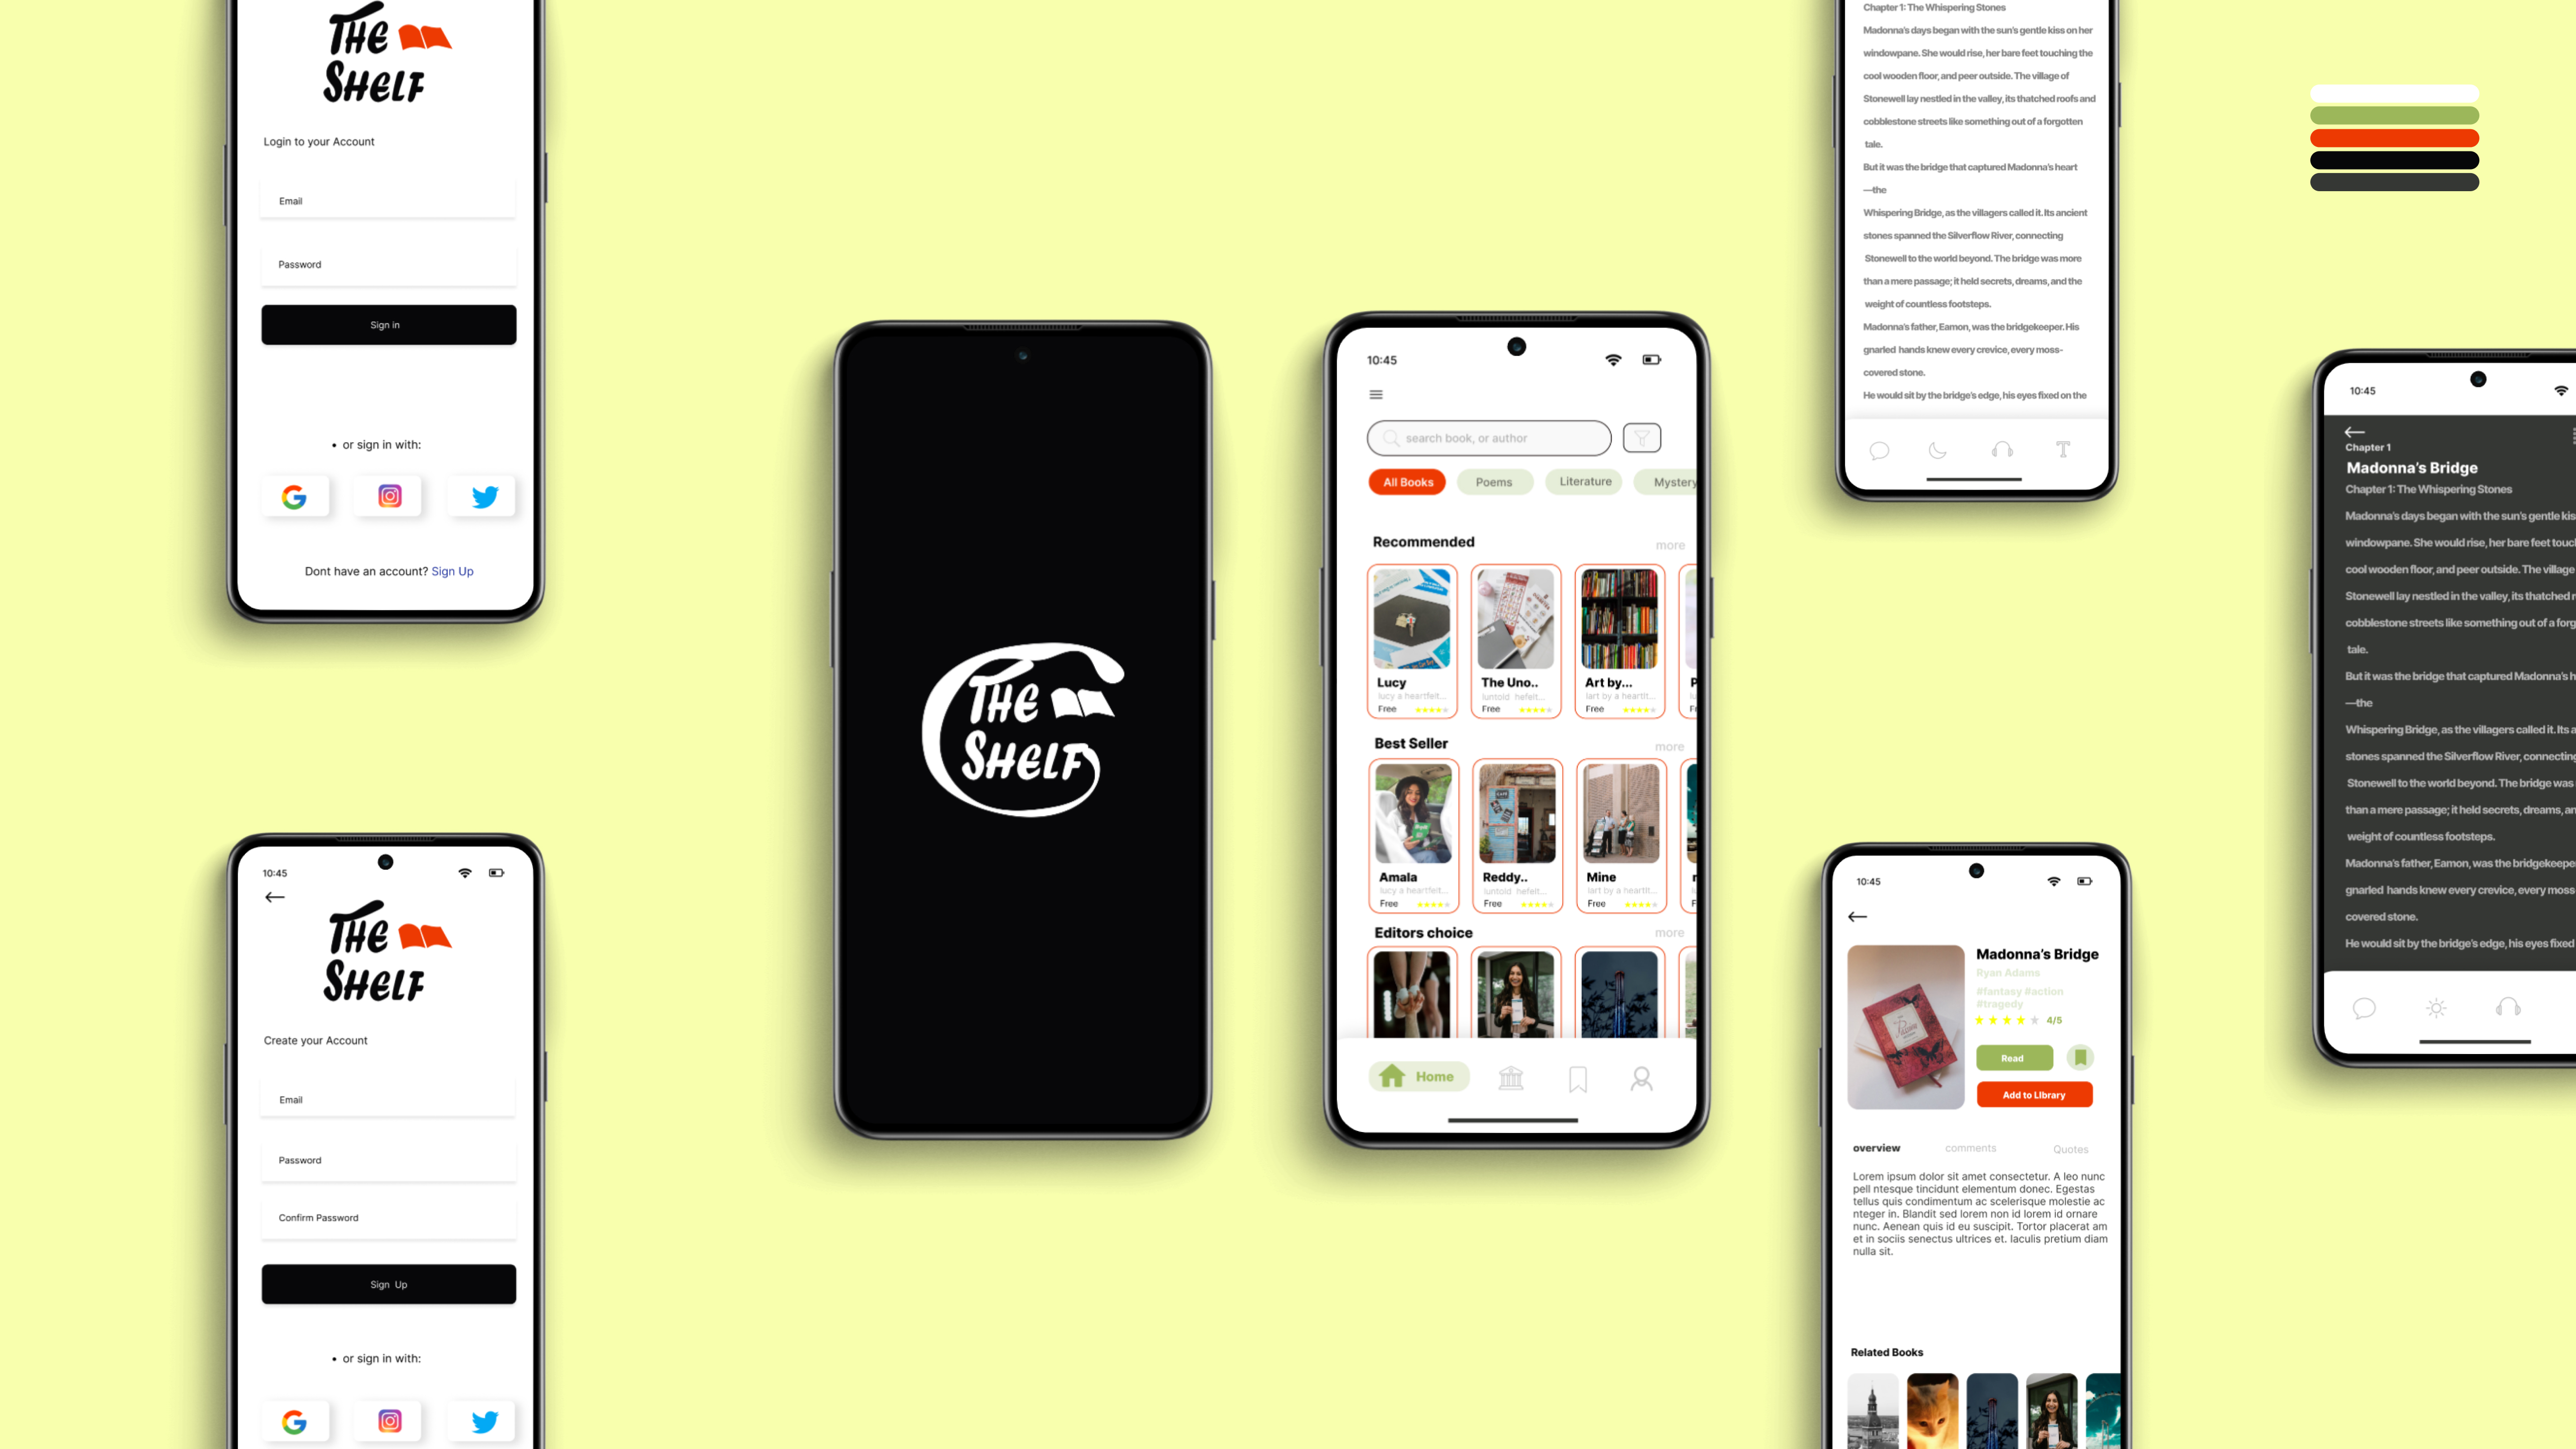 THE
SHELF
Login to your Account
Email
Password
Sign in
• or sign in with:
Dont have an account? Sign Up
10:45
THE
SHELF
Create your Account
Email
Password
Confirm Password
Sign Up
• or sign in with:
THE
SHELF
10:45
search book, or author
All Books
Poems
Literature
Mystery
Recommended
more
Lucy
lucy a heartfelt...
Free
The Uno..
luntold hefelt...
Free
Art by...
lart by a heartlt...
Free
Best Seller
more
Amala
lucy a heartfelt...
Free
Reddy..
luntold hefelt...
Free
Mine
lart by a heartlt...
Free
Editors choice
more
Home
Chapter 1: The Whispering Stones
Madonna's days began with the sun's gentle kiss on her
windowpane. She would rise, her bare feet touching the
cool wooden floor, and peer outside. The village of
Stonewell lay nestled in the valley, its thatched roofs and
cobblestone streets like something out of a forgotten
tale.
But it was the bridge that captured Madonna's heart
—the
Whispering Bridge, as the villagers called it. Its ancient
stones spanned the Silverflow River, connecting
Stonewell to the world beyond. The bridge was more
than a mere passage; it held secrets, dreams, and the
weight of countless footsteps.
Madonna's father, Eamon, was the bridgekeeper. His
gnarled hands knew every crevice, every moss-
covered stone.
He would sit by the bridge's edge, his eyes fixed on the
10:45
Madonna's Bridge
Ryan Adams
#fantasy #action
#tragedy
4/5
Read
Add to Library
overview
comments
Quotes
Lorem ipsum dolor sit amet consectetur. A leo nunc
pell ntesque tincidunt elementum donec. Egestas
tellus quis condimentum ac scelerisque molestie ac
nteger in. Blandit sed lorem non id lorem id ornare
nunc. Aenean quis id eu suscipit. Tortor placerat am
et in sociis senectus ultrices et. Iaculis pretium diam
nulla sit.
Related Books
10:45
Chapter 1
Madonna's Bridge
Chapter 1: The Whispering Stones
Madonna's days began with the sun's gentle kis
windowpane. She would rise, her bare feet touc
cool wooden floor, and peer outside. The village
Stonewell lay nestled in the valley, its thatched r
cobblestone streets like something out of a forg
tale.
But it was the bridge that captured Madonna's h
—the
Whispering Bridge, as the villagers called it. Its a
stones spanned the Silverflow River, connecting
Stonewell to the world beyond. The bridge was
than a mere passage; it held secrets, dreams, an
weight of countless footsteps.
Madonna's father, Eamon, was the bridgekeepe
gnarled hands knew every crevice, every moss
covered stone.
He would sit by the bridge's edge, his eyes fixed